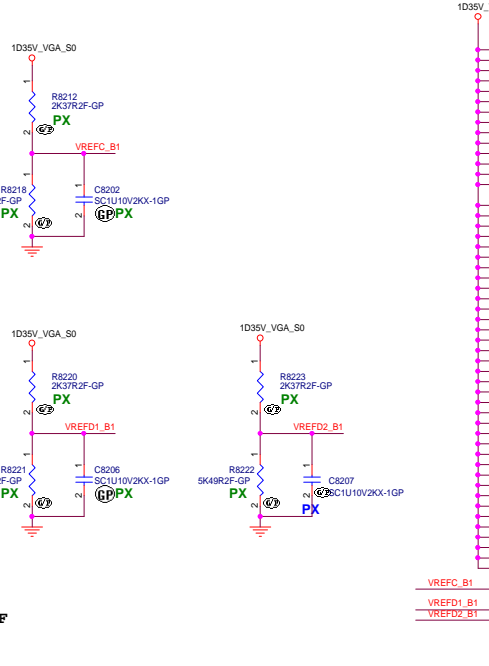 1D35V_
1D35V_VGA_S0
1
R8212
2K37R2F-GP
PX
2
VREFC_B1
1
R8218
2F-GP
PX
2
1
C8202
SC1U10V2KX-1GP
2
GP
PX
1D35V_VGA_S0
1
R8220
2K37R2F-GP
PX
2
VREFD1_B1
1
R8221
2F-GP
PX
2
1
C8206
SC1U10V2KX-1GP
2
GP
PX
1D35V_VGA_S0
1
R8223
2K37R2F-GP
PX
2
VREFD2_B1
1
R8222
5K49R2F-GP
PX
2
1
C8207
SC1U10V2KX-1GP
2
PX
VREFC_B1
VREFD1_B1
VREFD2_B1
F